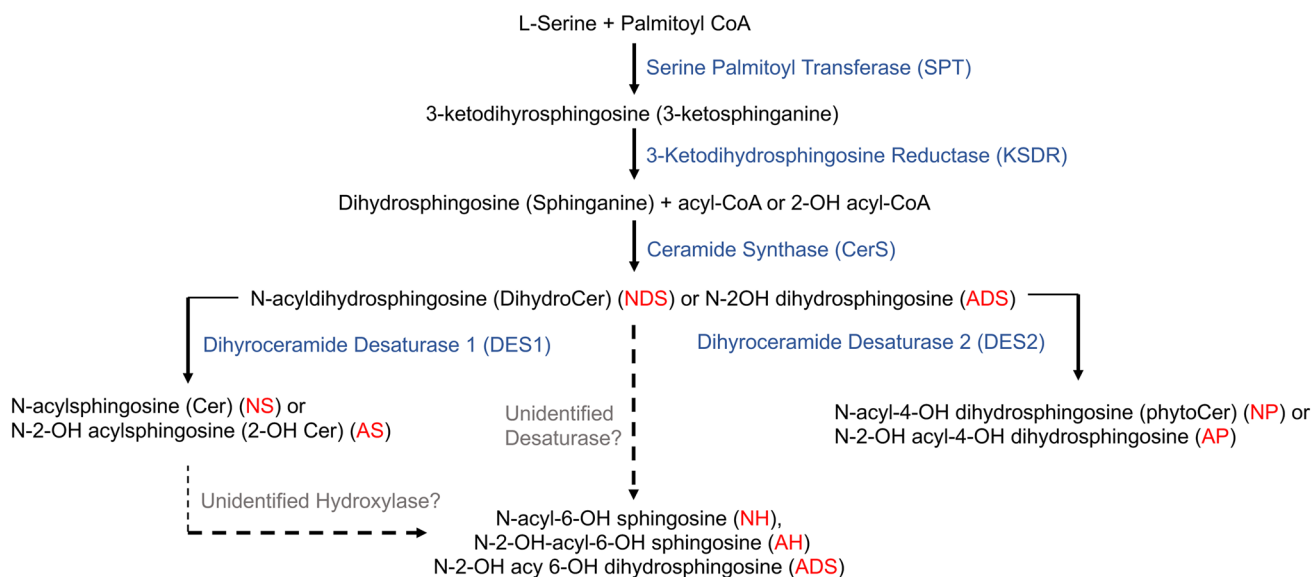 L-Serine + Palmitoyl CoA
Serine Palmitoyl Transferase (SPT)
3-ketodihyrosphingosine (3-ketosphinganine)
3-Ketodihydrosphingosine Reductase (KSDR)
Dihydrosphingosine (Sphinganine) + acyl-CoA or 2-OH acyl-CoA
Ceramide Synthase (CerS)
N-acyldihydrosphingosine (DihydroCer) (NDS) or N-2OH dihydrosphingosine (ADS)
Dihyroceramide Desaturase 1 (DES1)
Dihyroceramide Desaturase 2 (DES2)
N-acylsphingosine (Cer) (NS) or
N-2-OH acylsphingosine (2-OH Cer) (AS)
Unidentified
Desaturase?
N-acyl-4-OH dihydrosphingosine (phytoCer) (NP) or
N-2-OH acyl-4-OH dihydrosphingosine (AP)
Unidentified Hydroxylase?
N-acyl-6-OH sphingosine (NH),
N-2-OH-acyl-6-OH sphingosine (AH)
N-2-OH acy 6-OH dihydrosphingosine (ADS)